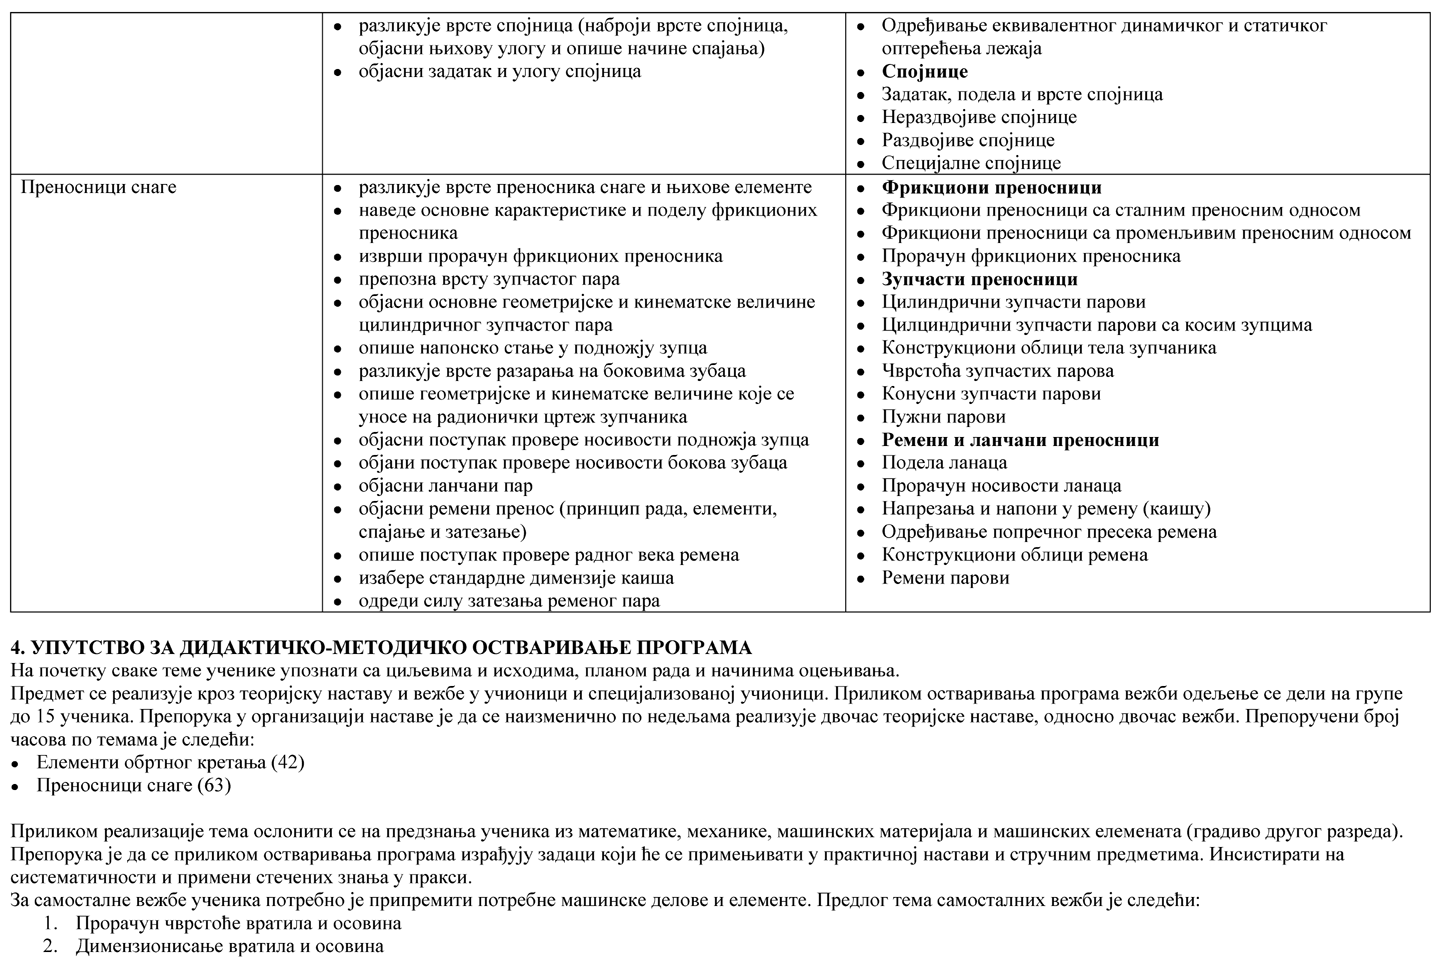 • разликује врсте спојница (наброји врсте спојница,
објасни њихову улогу и опише начине спајања)
• објасни задатак и улогу спојница
• Одређивање еквивалентног динамичког и статичког
оптерећења лежаја
• Спојнице
• Задатак, подела и врсте спојница
• Нераздвојиве спојнице
• Раздвојиве спојнице
• Специјалне спојнице
Преносници снаге
• разликује врсте преносника снаге и њихове елементе
• наведе основне карактеристике и поделу фрикционих
преносника
• изврши прорачун фрикционих преносника
• препозна врсту зупчастог пара
• објасни основне геометријске и кинематске величине
цилиндричног зупчастог пара
• опише напонско стање у подножју зупца
• разликује врсте разарања на боковима зубаца
• опише геометријске и кинематске величине које се
уносе на радионички цртеж зупчаника
• објасни поступак провере носивости подножја зупца
• објани поступак провере носивости бокова зубаца
• објасни ланчани пар
• објасни ремени пренос (принцип рада, елементи,
спајање и затезање)
• опише поступак провере радног века ремена
• изабере стандардне димензије каиша
• одреди силу затезања ременог пара
• Фрикциони преносници
• Фрикциони преносници са сталним преносним односом
• Фрикциони преносници са променљивим преносним односом
• Прорачун фрикционих преносника
• Зупчасти преносници
• Цилиндрични зупчасти парови
• Цилциндрични зупчасти парови са косим зупцима
• Конструкциони облици тела зупчаника
• Чврстоћа зупчастих парова
• Конусни зупчасти парови
• Пужни парови
• Ремени и ланчани преносници
• Подела ланаца
• Прорачун носивости ланаца
• Напрезања и напони у ремену (каишу)
• Одређивање попречног пресека ремена
• Конструкциони облици ремена
• Ремени парови
4. УПУТСТВО ЗА ДИДАКТИЧКО-МЕТОДИЧКО ОСТВАРИВАЊЕ ПРОГРАМА
На почетку сваке теме ученике упознати са циљевима и исходима, планом рада и начинима оцењивања.
Предмет се реализује кроз теоријску наставу и вежбе у учионици и специјализованој учионици. Приликом остваривања програма вежби одељење се дели на групе
до 15 ученика. Препорука у организацији наставе је да се наизменично по недељама реализује двочас теоријске наставе, односно двочас вежби. Препоручени број
часова по темама је следећи:
• Елементи обртног кретања (42)
• Преносници снаге (63)
Приликом реализације тема ослонити се на предзнања ученика из математике, механике, машинских материјала и машинских елемената (градиво другог разреда).
Препорука је да се приликом остваривања програма израђују задаци који ће се примењивати у практичној настави и стручним предметима. Инсистирати на
систематичности и примени стечених знања у пракси.
За самосталне вежбе ученика потребно је припремити потребне машинске делове и елементе. Предлог тема самосталних вежби је следећи:
1. Прорачун чврстоће вратила и осовина
2. Димензионисање вратила и осовина